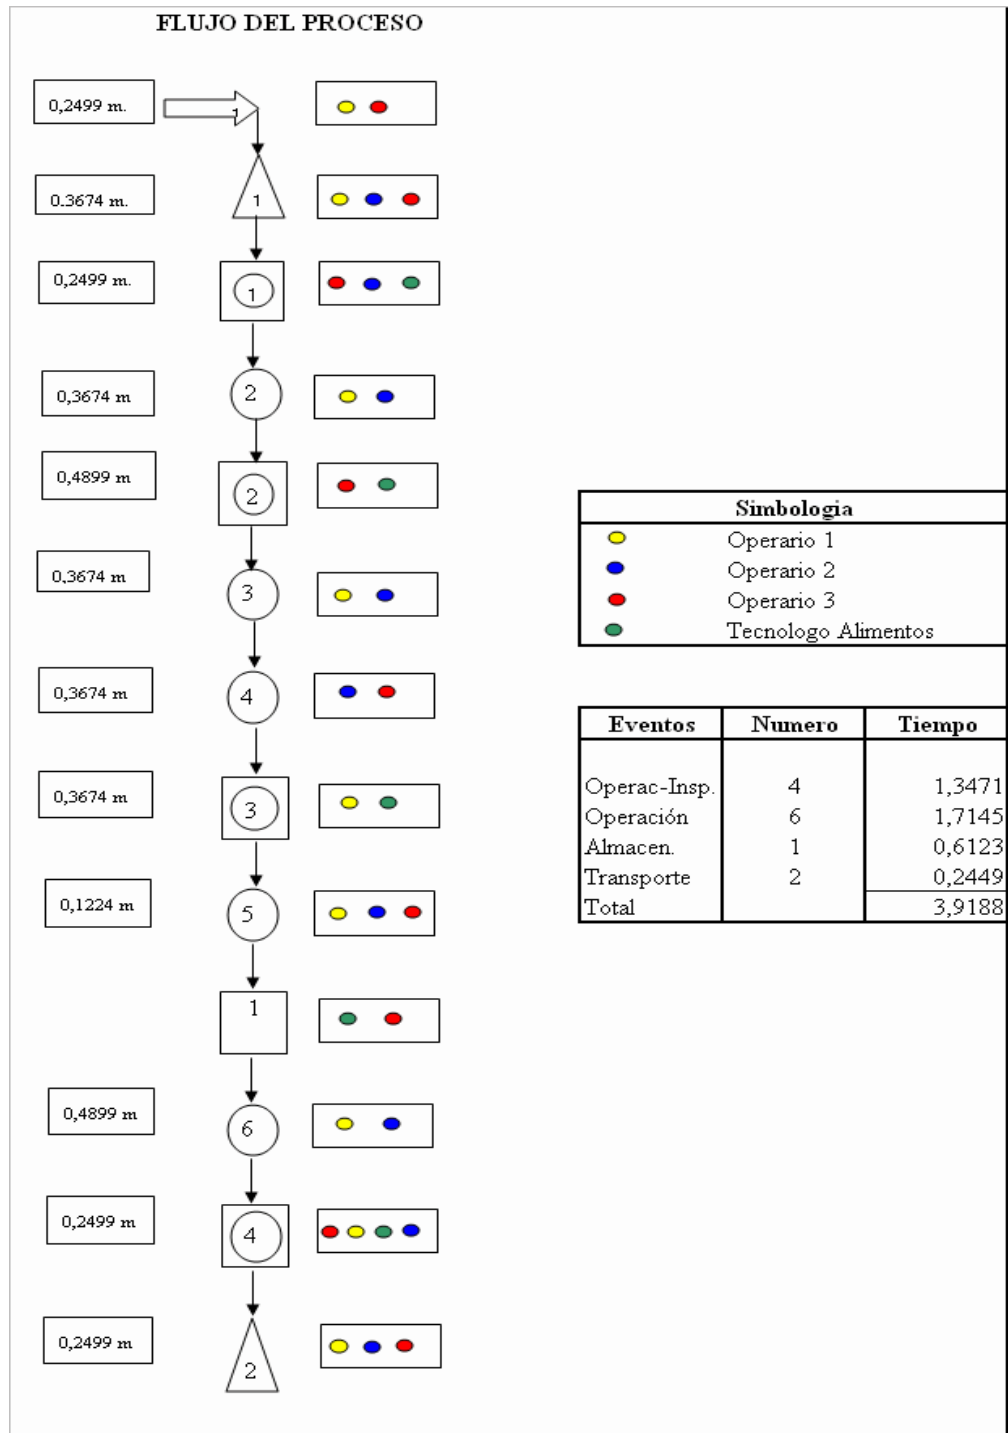 FLUJO DEL PROCESO
0,2499 m.
1
0.3674 m.
1
0,2499 m.
1
0,3674 m
2
0,4899 m
2
0,3674 m
3
0,3674 m
4
0,3674 m
3
0,1224 m
5
1
0,4899 m
6
0,2499 m
4
0,2499 m
2
Simbologia
Operario 1
Operario 2
Operario 3
Tecnologo Alimentos
Eventos Numero Tiempo
Operac-Insp. 4 1,3471
Operación 6 1,7145
Almacen. 1 0,6123
Transporte 2 0,2449
Total 3,9188